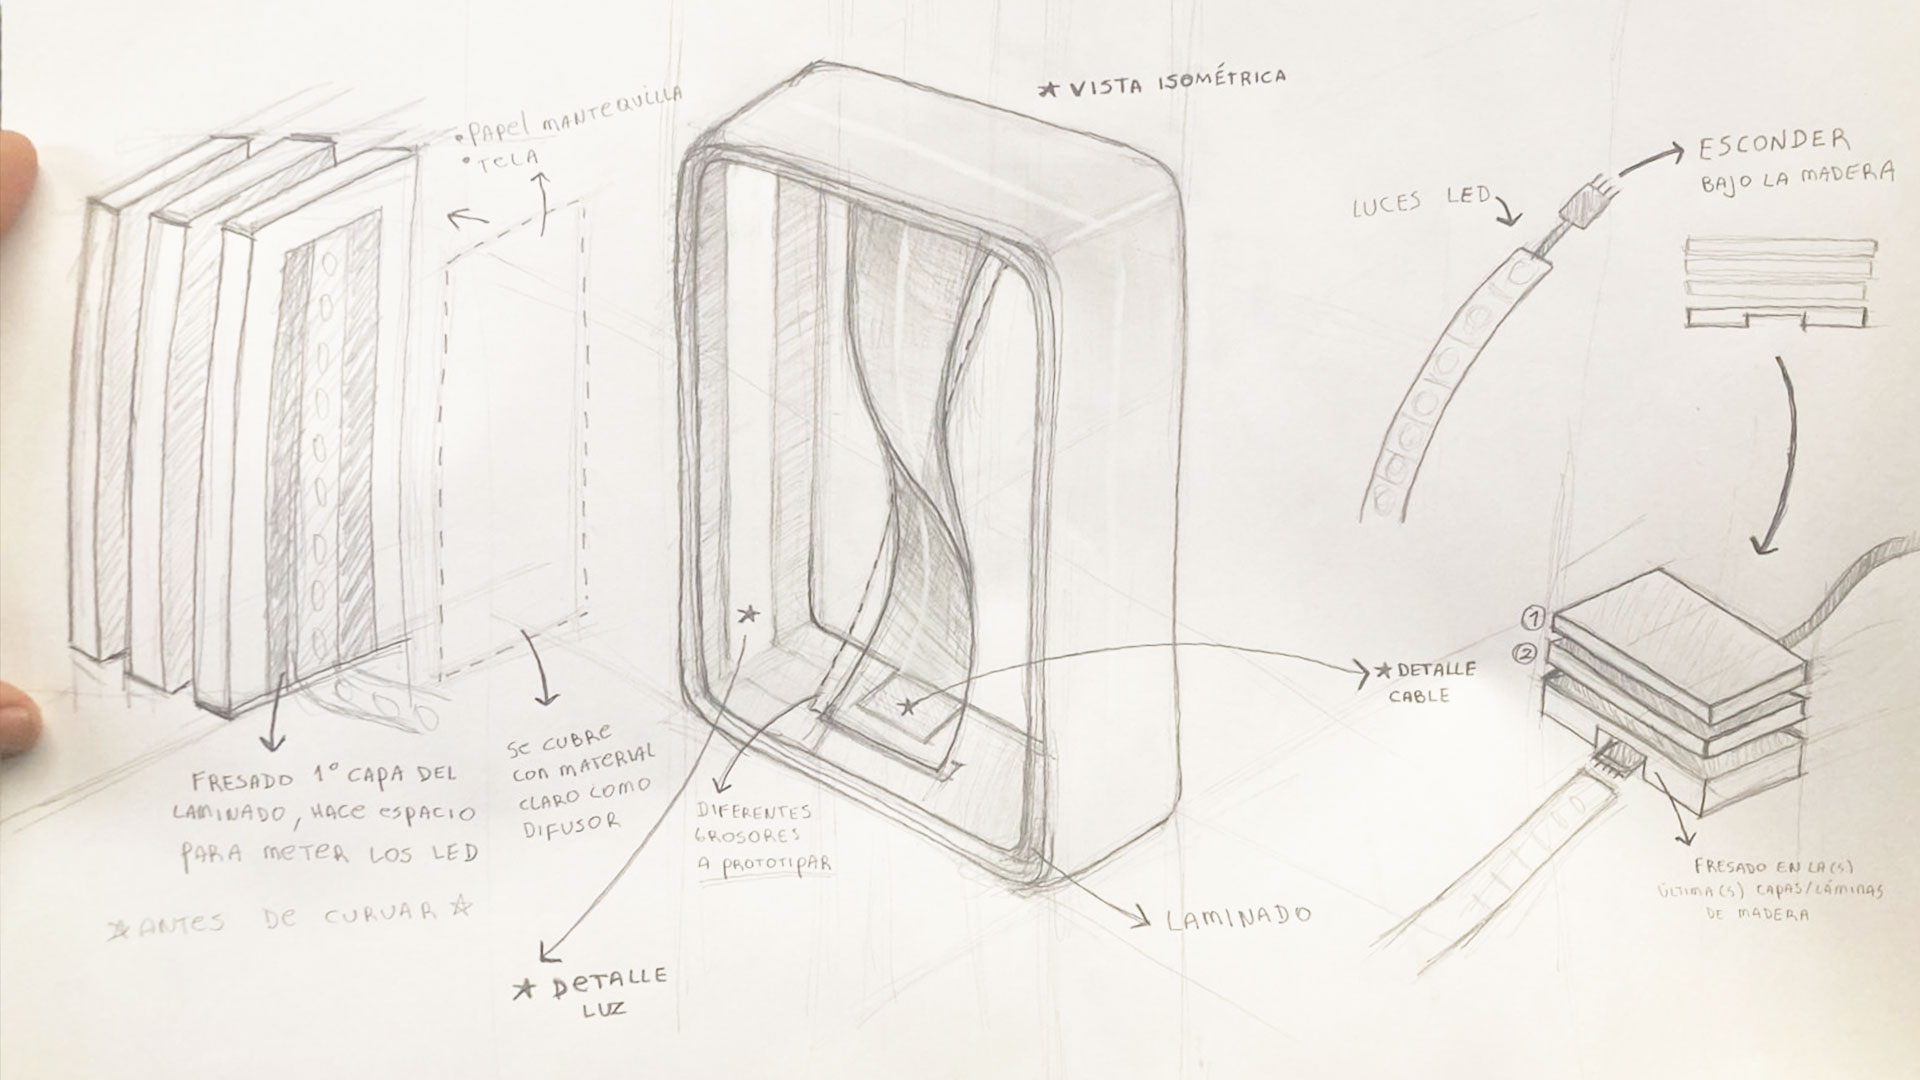 ★ VISTA ISOMÉTRICA
• PAPEL MANTEQUILLA
• TELA
LUCES LED
ESCONDER
BAJO LA MADERA
1
2
★ DETALLE
CABLE
FRESADO 1° CAPA DEL
LAMINADO, HACE ESPACIO
PARA METER LOS LED
★ ANTES DE CURVAR ★
SE CUBRE
CON MATERIAL
CLARO COMO
DIFUSOR
DIFERENTES
GROSORES
A PROTOTIPAR
★ DETALLE
LUZ
LAMINADO
FRESADO EN LA(S)
ÚLTIMA(S) CAPAS/LÁMINAS
DE MADERA